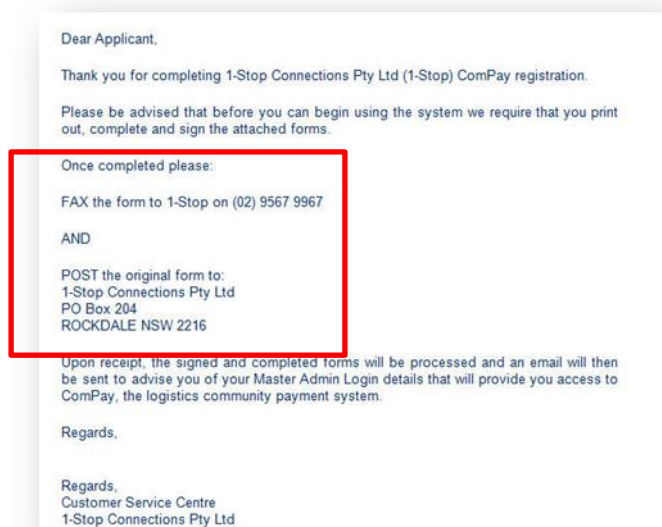 Dear Applicant,
Thank you for completing 1-Stop Connections Pty Ltd (1-Stop) ComPay registration.
Please be advised that before you can begin using the system we require that you print
out, complete and sign the attached forms.
Once completed please:
FAX the form to 1-Stop on (02) 9567 9967
AND
POST the original form to:
1-Stop Connections Pty Ltd
PO Box 204
ROCKDALE NSW 2216
Upon receipt, the signed and completed forms will be processed and an email will then
be sent to advise you of your Master Admin Login details that will provide you access to
ComPay, the logistics community payment system.
Regards,
Regards,
Customer Service Centre
1-Stop Connections Pty Ltd